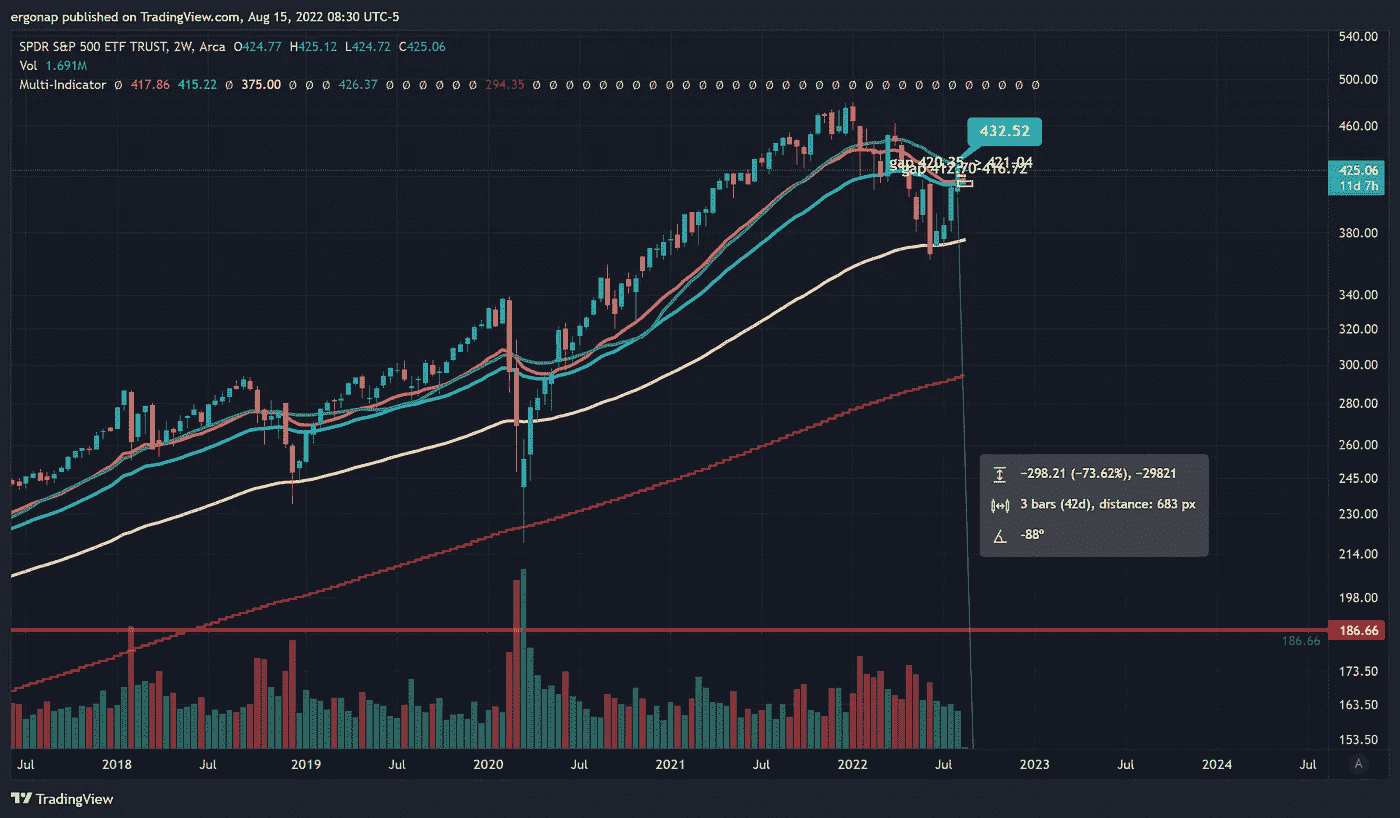 ergonap published on TradingView.com, Aug 15, 2022 08:30 UTC-5
SPDR S&P 500 ETF TRUST, 2W, Arca O424.77 H425.12 L424.72 C425.06
Vol 1.691M
Multi-Indicator Ø 417.86 415.22 Ø 375.00 Ø Ø Ø 426.37 Ø Ø Ø Ø Ø Ø 294.35 Ø Ø Ø Ø Ø Ø Ø Ø Ø Ø Ø Ø Ø Ø Ø Ø Ø Ø Ø Ø Ø Ø Ø Ø Ø Ø Ø Ø Ø Ø Ø
540.00
500.00
460.00
432.52
gap 420.35 -> 421.04
gap 412.70-416.72
425.06
11d 7h
380.00
340.00
320.00
300.00
280.00
260.00
245.00
230.00
214.00
198.00
−298.21 (−73.62%), −29821
3 bars (42d), distance: 683 px
-88º
186.66
186.66
173.50
163.50
153.50
Jul 2018 Jul 2019 Jul 2020 Jul 2021 Jul 2022 Jul 2023 Jul 2024 Jul
A
TradingView